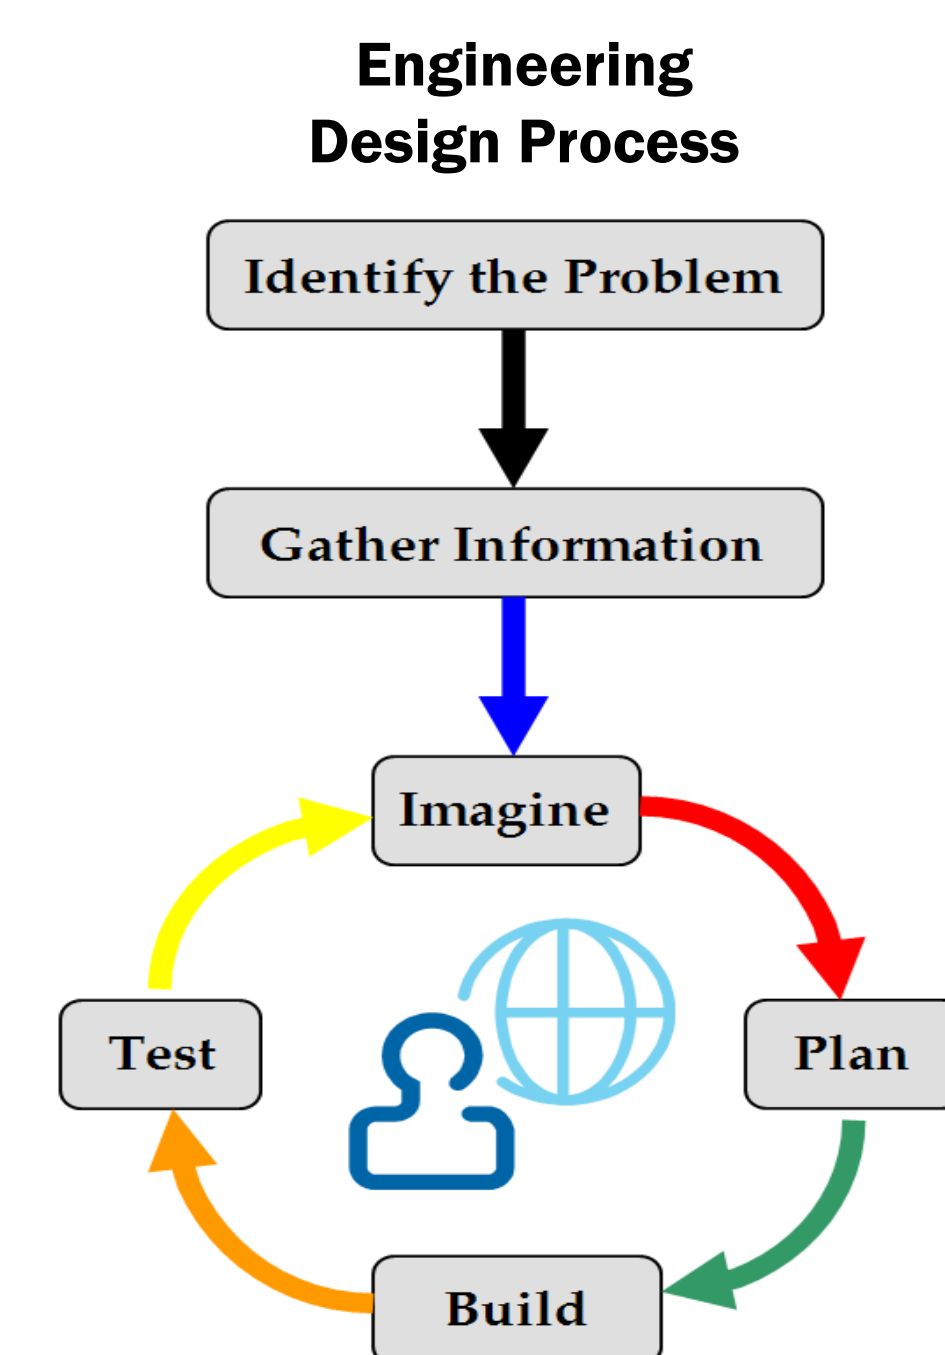 Engineering
Design Process
Identify the Problem
Gather Information
Imagine
Test
Plan
Build